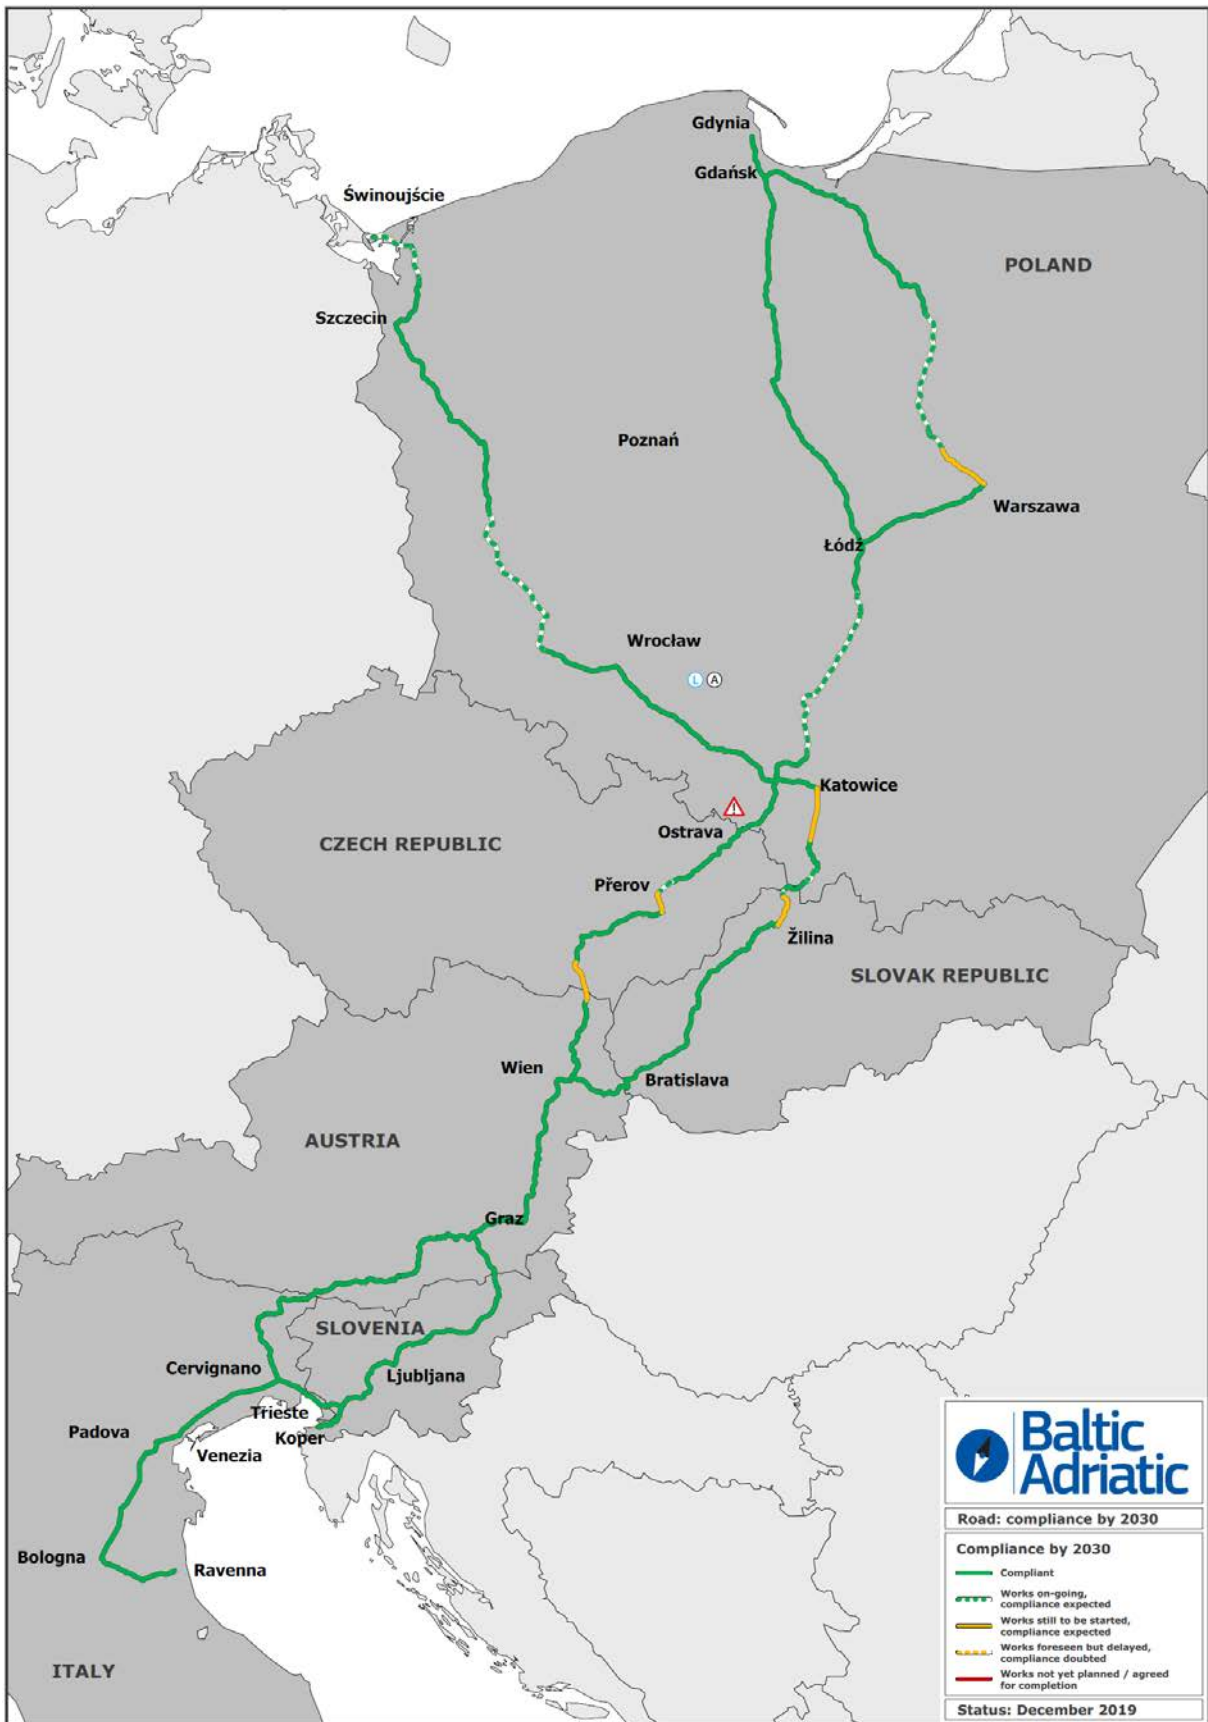 Gdynia
Gdańsk
Świnoujście
POLAND
Szczecin
Poznań
Warszawa
Łódź
Wrocław
L A
Katowice
!
Ostrava
CZECH REPUBLIC
Přerov
Žilina
SLOVAK REPUBLIC
Wien
Bratislava
AUSTRIA
Graz
SLOVENIA
Cervignano
Ljubljana
Trieste
Padova
Koper
Venezia
Bologna
Ravenna
ITALY
Baltic
Adriatic
Road: compliance by 2030
Compliance by 2030
Compliant
Works on-going,
compliance expected
Works still to be started,
compliance expected
Works foreseen but delayed,
compliance doubted
Works not yet planned / agreed
for completion
Status: December 2019